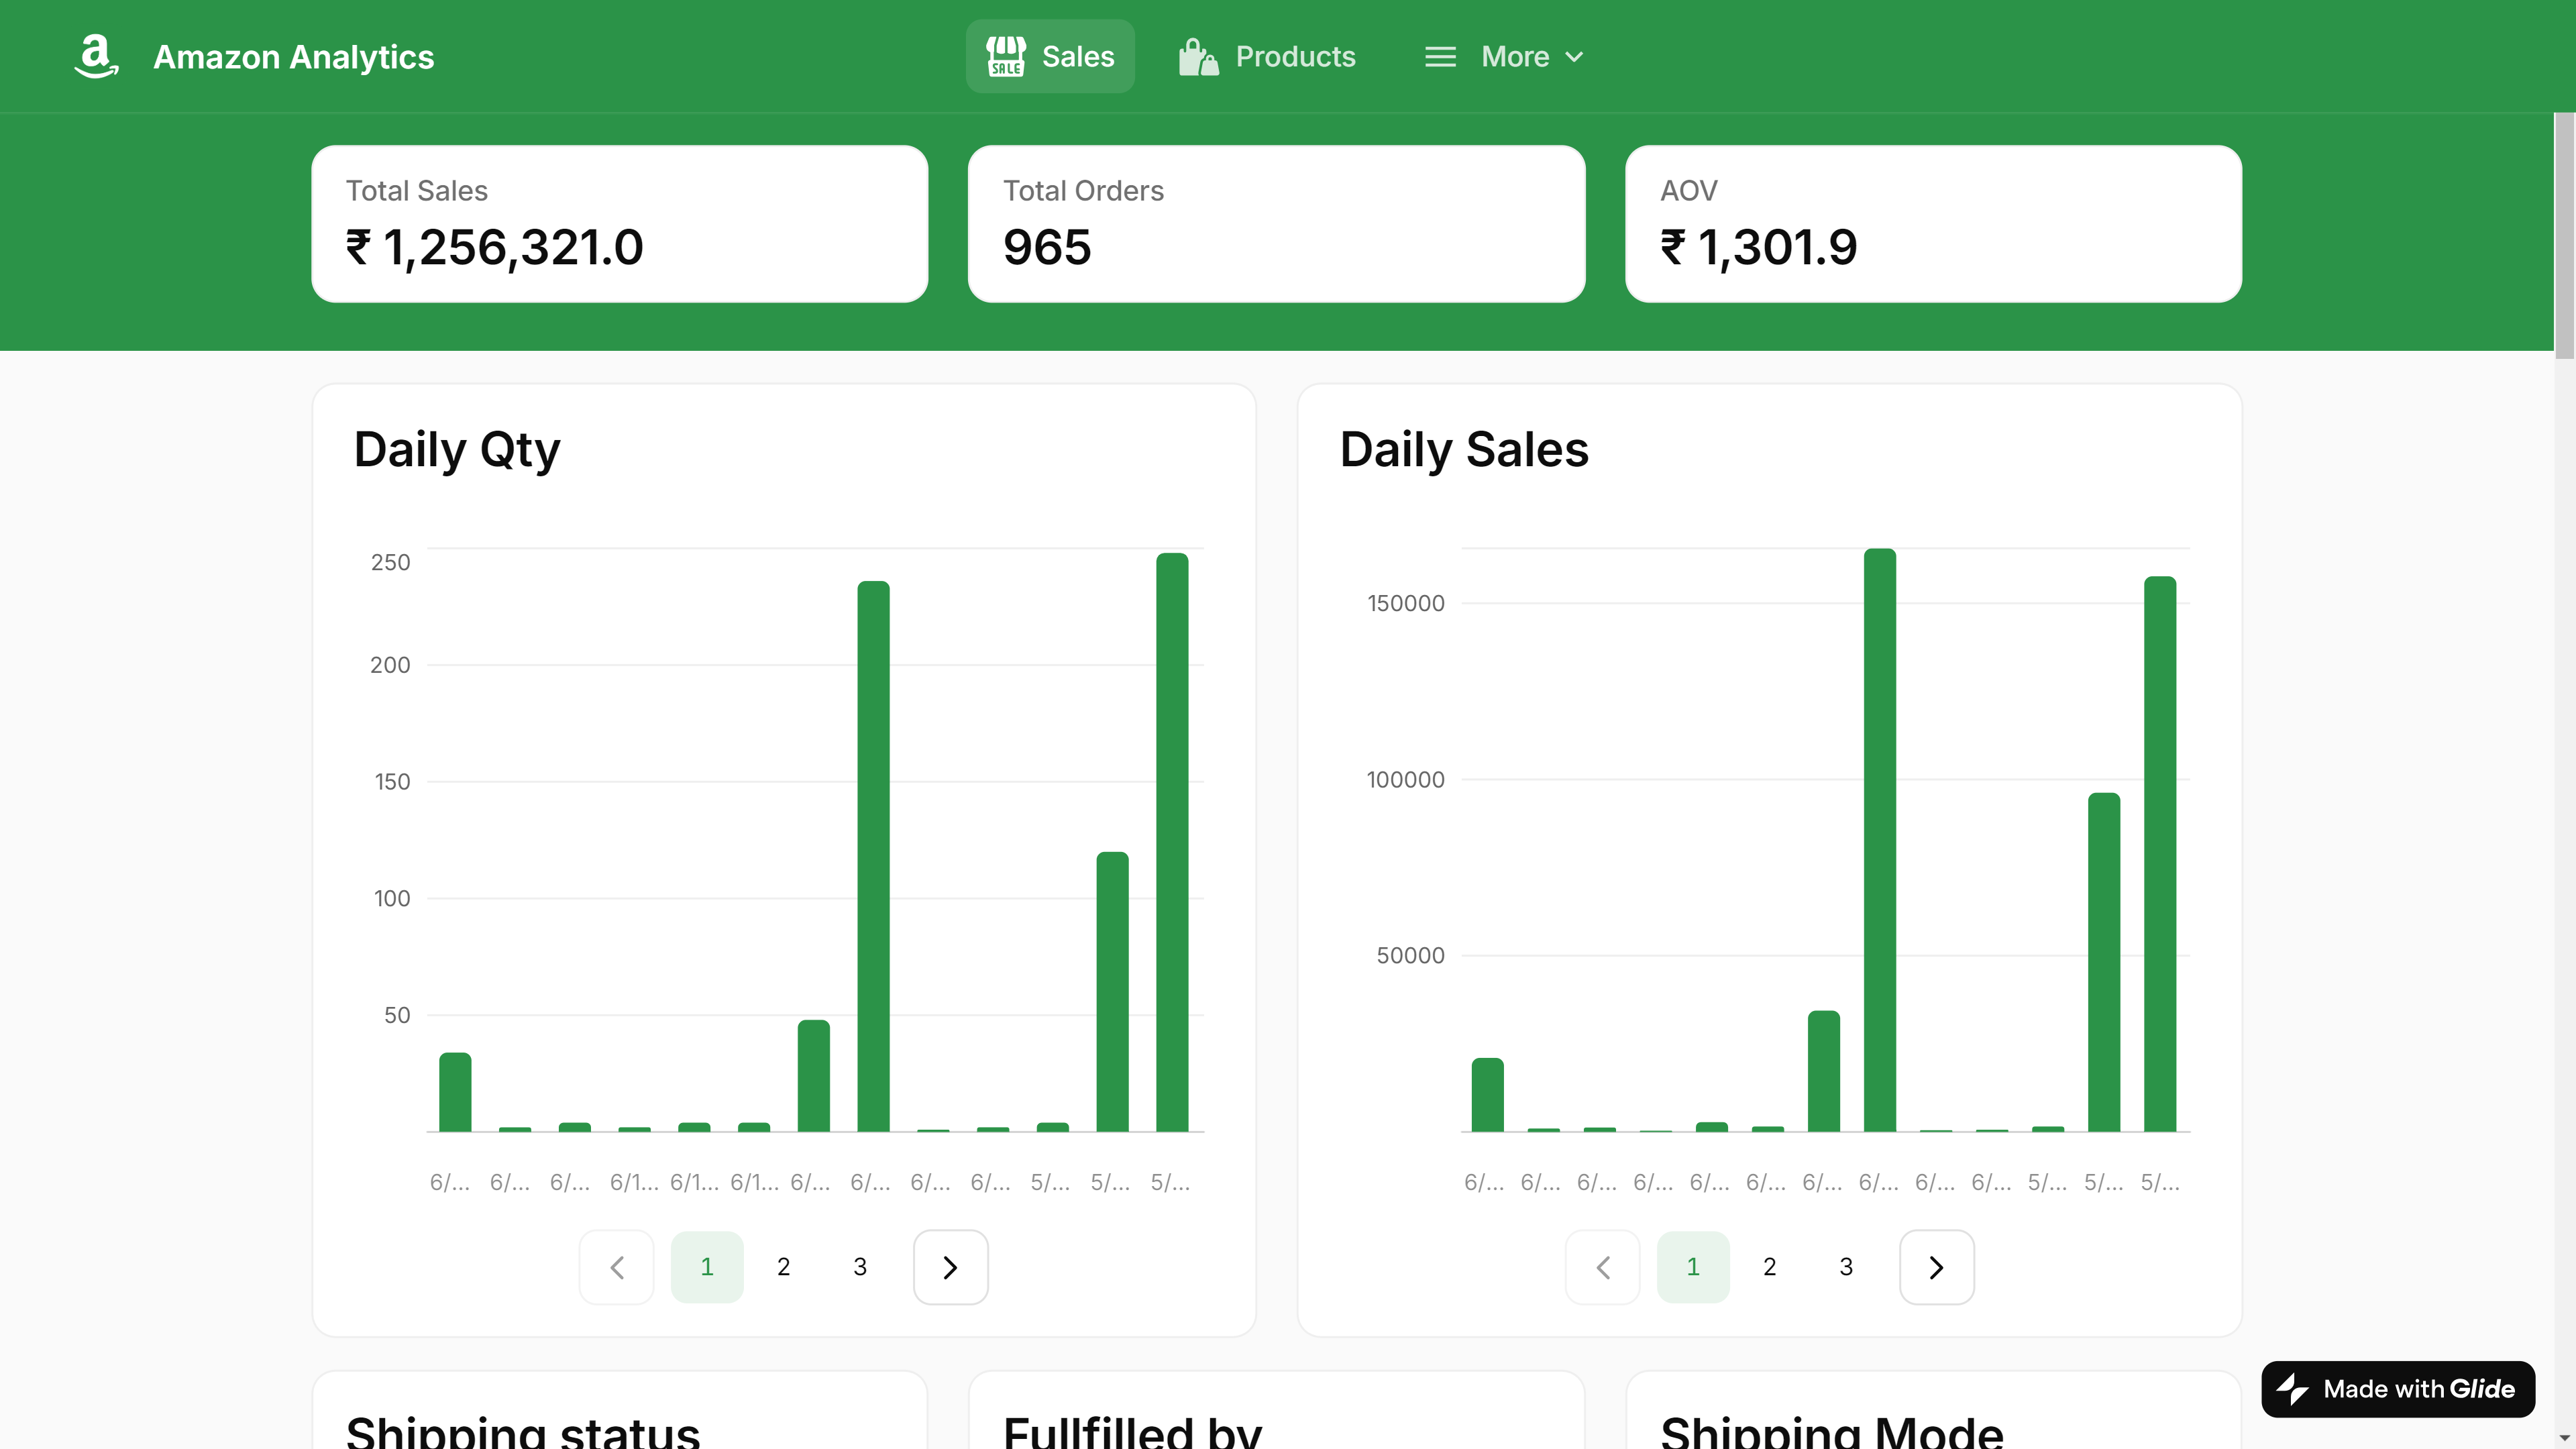 Amazon Analytics
SALE
Sales
Products
More
Total Sales
₹ 1,256,321.0
Total Orders
965
AOV
₹ 1,301.9
Daily Qty
250
200
150
100
50
6/... 6/... 6/... 6/1... 6/1... 6/1... 6/... 6/... 6/... 6/... 5/... 5/... 5/...
1 2 3
Daily Sales
150000
100000
50000
6/... 6/... 6/... 6/... 6/... 6/... 6/... 6/... 6/... 6/... 5/... 5/... 5/...
1 2 3
Shipping status
Fullfilled by
Shipping Mode
Made with Glide